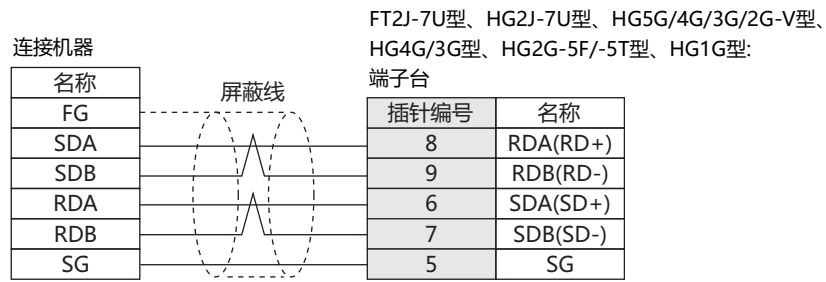 FT2J-7U型、HG2J-7U型、HG5G/4G/3G/2G-V型、
HG4G/3G型、HG2G-5F/-5T型、HG1G型:
连接机器
端子台
名称
屏蔽线
插针编号 名称
FG
SDA 8 RDA(RD+)
SDB 9 RDB(RD-)
RDA 6 SDA(SD+)
RDB 7 SDB(SD-)
SG 5 SG